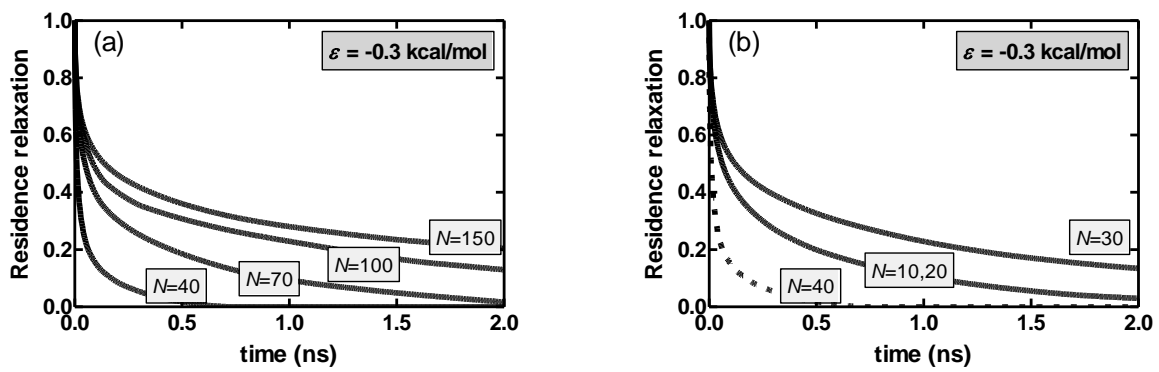 (a)
ε = -0.3 kcal/mol
Residence relaxation
1.0
0.8
0.6
0.4
0.2
0.0
N=150
N=100
N=70
N=40
0.0 0.5 1.0 1.5 2.0
time (ns)
(b)
ε = -0.3 kcal/mol
Residence relaxation
1.0
0.8
0.6
0.4
0.2
0.0
N=30
N=10,20
N=40
0.0 0.5 1.0 1.5 2.0
time (ns)